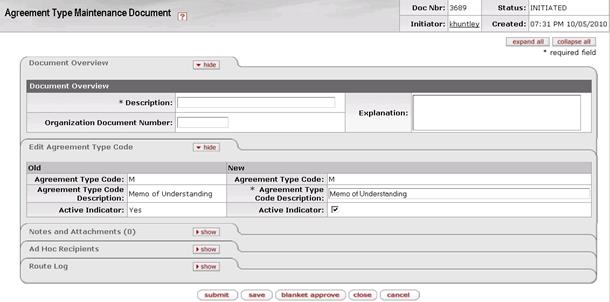 Agreement Type Maintenance Document ?
Doc Nbr: 3689 Status: INITIATED
Initiator: khuntley Created: 07:31 PM 10/05/2010
expand all collapse all
* required field
Document Overview hide
Document Overview
* Description: Explanation:
Organization Document Number:
Edit Agreement Type Code hide
Old New
Agreement Type Code: M Agreement Type Code: M
Agreement Type Code Description: Memo of Understanding * Agreement Type Code Description: Memo of Understanding
Active Indicator: Yes Active Indicator:
Notes and Attachments (0) show
Ad Hoc Recipients show
Route Log show
submit save blanket approve close cancel